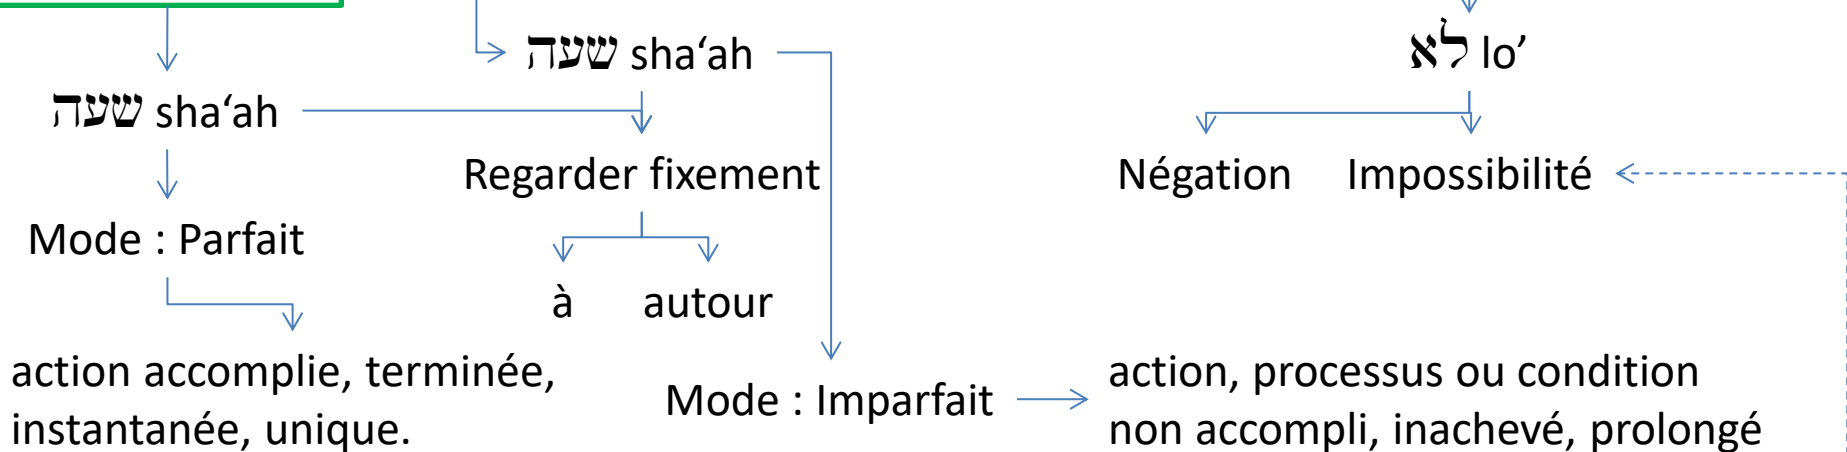 שעה sha‘ah
לא lo’
שעה sha‘ah
Regarder fixement
Négation
Impossibilité
Mode : Parfait
à
autour
action accomplie, terminée,
instantanée, unique.
Mode : Imparfait
action, processus ou condition
non accompli, inachevé, prolongé